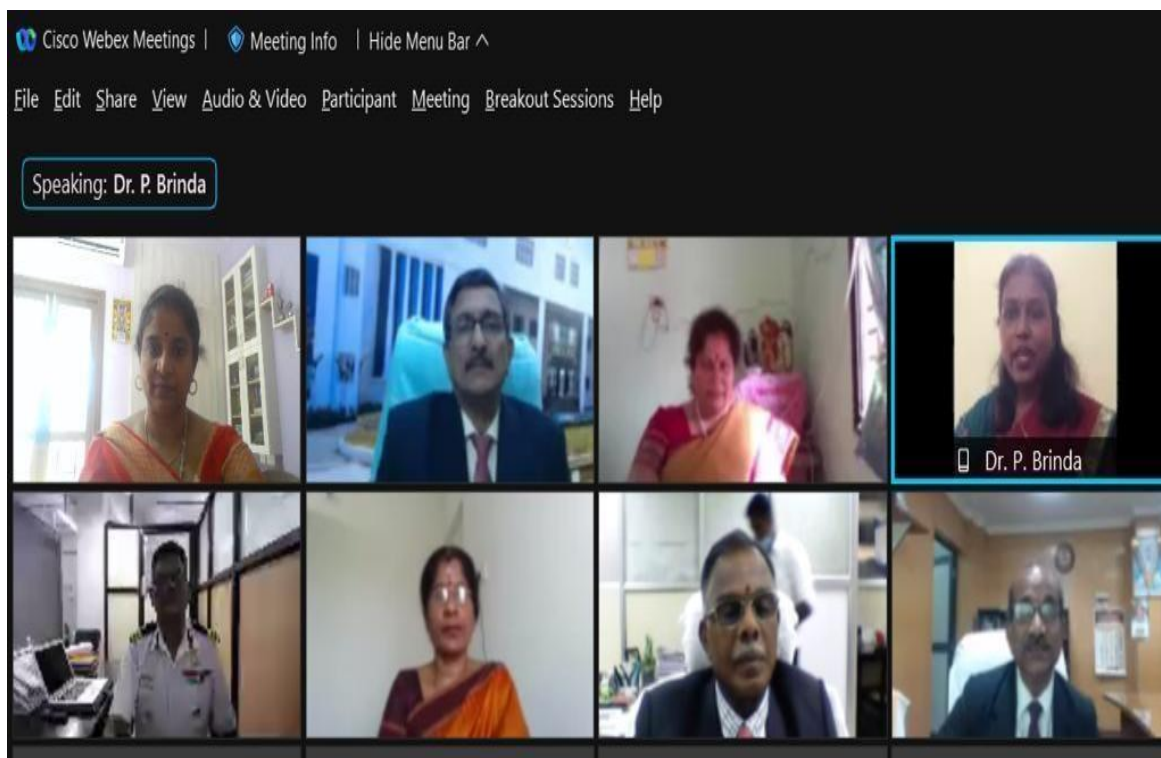 Cisco Webex Meetings | Meeting Info | Hide Menu Bar ^
File Edit Share View Audio & Video Participant Meeting Breakout Sessions Help
Speaking: Dr. P. Brinda
Dr. P. Brinda